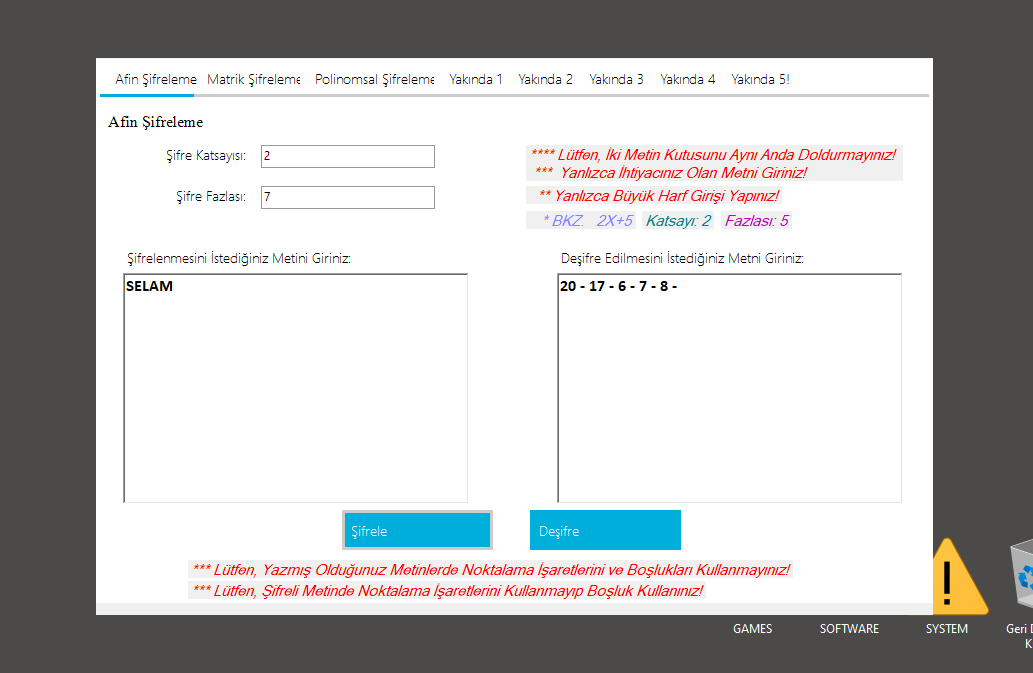 Afin Şifreleme Matrik Şifreleme Polinomsal Şifreleme Yakında 1 Yakında 2 Yakında 3 Yakında 4 Yakında 5!
Afin Şifreleme
Şifre Katsayısı: 2
Şifre Fazlası: 7
**** Lütfen, İki Metin Kutusunu Aynı Anda Doldurmayınız!
*** Yanlızca İhtiyacınız Olan Metni Giriniz!
** Yanlızca Büyük Harf Girişi Yapınız!
* BKZ. 2X+5 Katsayı: 2 Fazlası: 5
Şifrelenmesini İstediğiniz Metini Giriniz:
SELAM
Deşifre Edilmesini İstediğiniz Metni Giriniz:
20 - 17 - 6 - 7 - 8 -
Şifrele
Deşifre
*** Lütfen, Yazmış Olduğunuz Metinlerde Noktalama İşaretlerini ve Boşlukları Kullanmayınız!
*** Lütfen, Şifreli Metinde Noktalama İşaretlerini Kullanmayıp Boşluk Kullanınız!
GAMES
SOFTWARE
SYSTEM
Geri